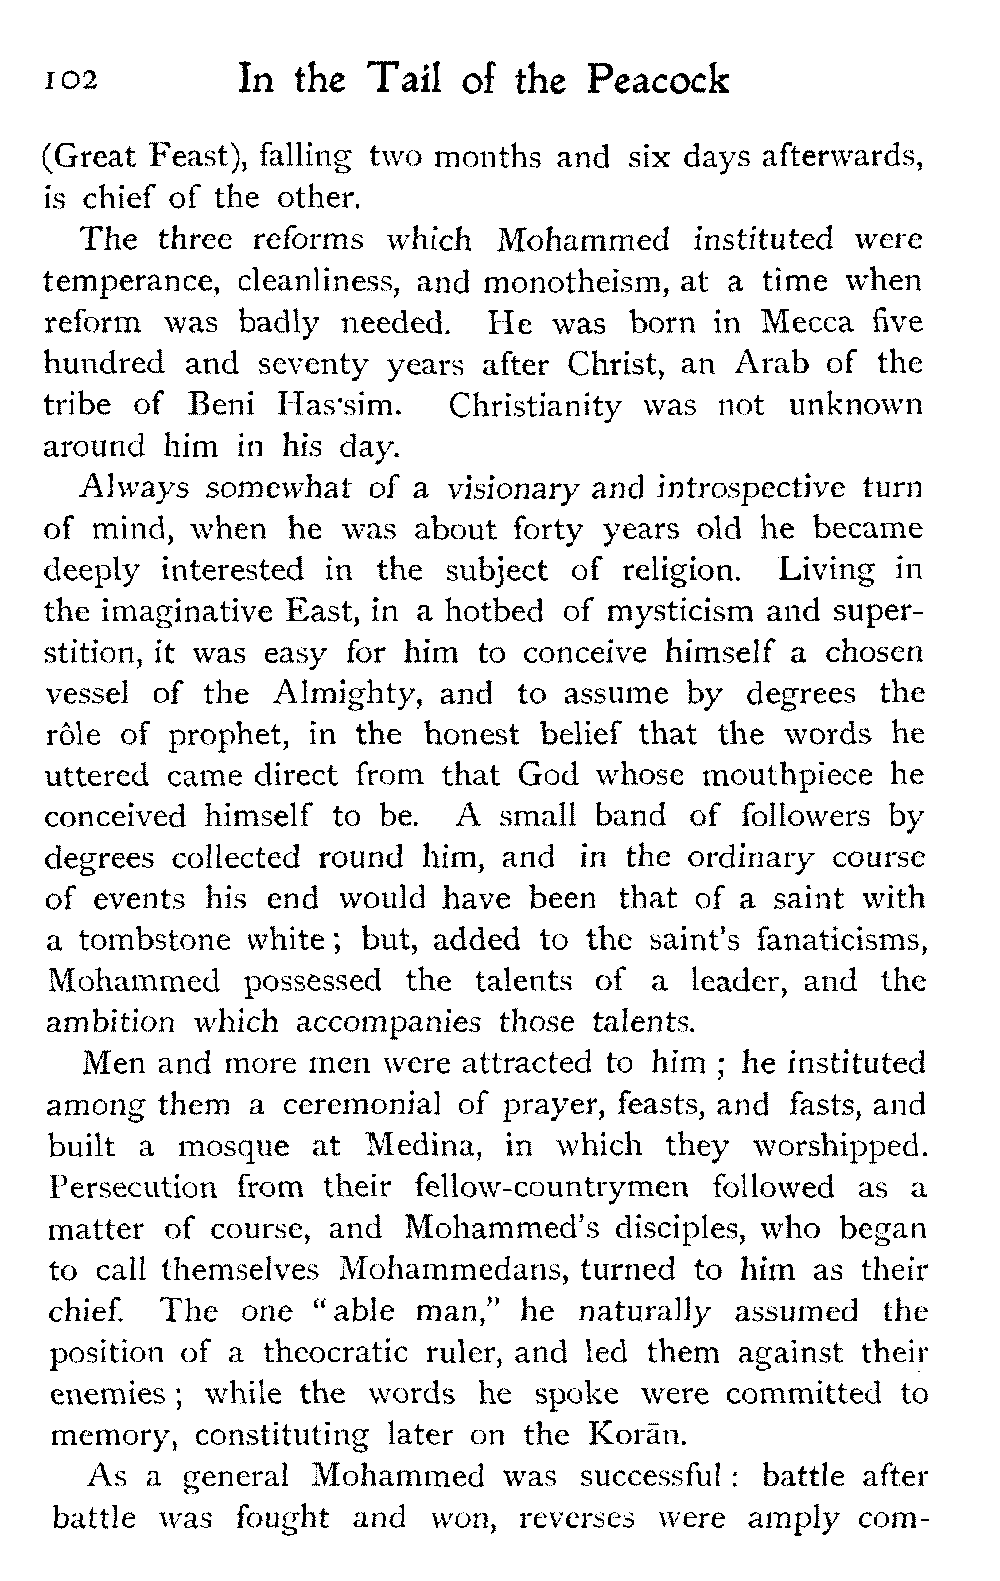 102 In the Tail of the Peacock
(Great Feast), falling two months and six days afterwards,
is chief of the other.
The three reforms which Mohammed instituted were
temperance, cleanliness, and monotheism, at a time when
reform was badly needed. He was born in Mecca five
hundred and seventy years after Christ, an Arab of the
tribe of Beni Has·sim. Christianity was not unknown
around him in his day.
Always somewhat of a visionary and introspective turn
of mind, when he was about forty years old he became
deeply interested in the subject of religion. Living in
the imaginative East, in a hotbed of mysticism and super-
stition, it was easy for him to conceive himself a chosen
vessel of the Almighty, and to assume by degrees the
rôle of prophet, in the honest belief that the words he
uttered came direct from that God whose mouthpiece he
conceived himself to be. A small band of followers by
degrees collected round him, and in the ordinary course
of events his end would have been that of a saint with
a tombstone white ; but, added to the saint's fanaticisms,
Mohammed possessed the talents of a leader, and the
ambition which accompanies those talents.
Men and more men were attracted to him ; he instituted
among them a ceremonial of prayer, feasts, and fasts, and
built a mosque at Medina, in which they worshipped.
Persecution from their fellow-countrymen followed as a
matter of course, and Mohammed's disciples, who began
to call themselves Mohammedans, turned to him as their
chief. The one "able man," he naturally assumed the
position of a theocratic ruler, and led them against their
enemies ; while the words he spoke were committed to
memory, constituting later on the Korān.
As a general Mohammed was successful : battle after
battle was fought and won, reverses were amply com-